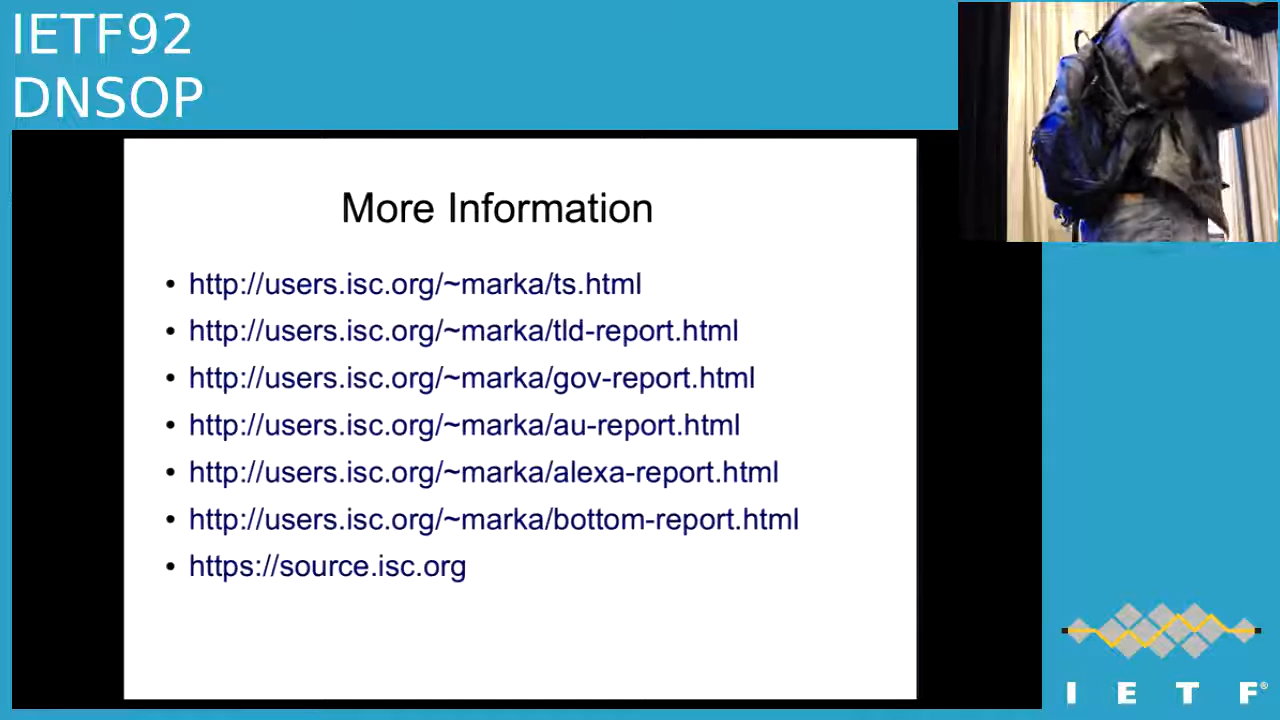 IETF92
DNSOP
More Information
• http://users.isc.org/~marka/ts.html
• http://users.isc.org/~marka/tld-report.html
• http://users.isc.org/~marka/gov-report.html
• http://users.isc.org/~marka/au-report.html
• http://users.isc.org/~marka/alexa-report.html
• http://users.isc.org/~marka/bottom-report.html
• https://source.isc.org
I E T F®